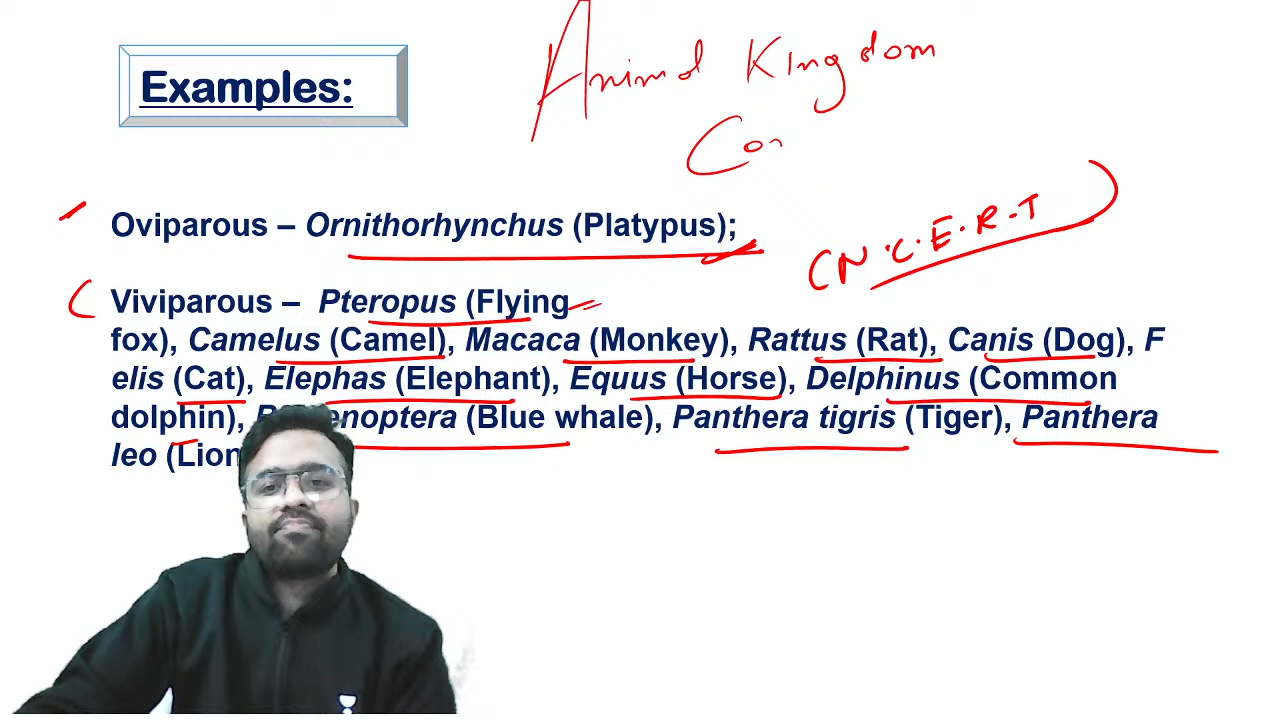 Animal Kingdom
Examples:
Co
Oviparous – Ornithorhynchus (Platypus);
(N.C.E.R.T
Viviparous – Pteropus (Flying
fox), Camelus (Camel), Macaca (Monkey), Rattus (Rat), Canis (Dog), F
elis (Cat), Elephas (Elephant), Equus (Horse), Delphinus (Common
dolphin), (Blue whale), Panthera tigris (Tiger), Panthera
leo (Lion